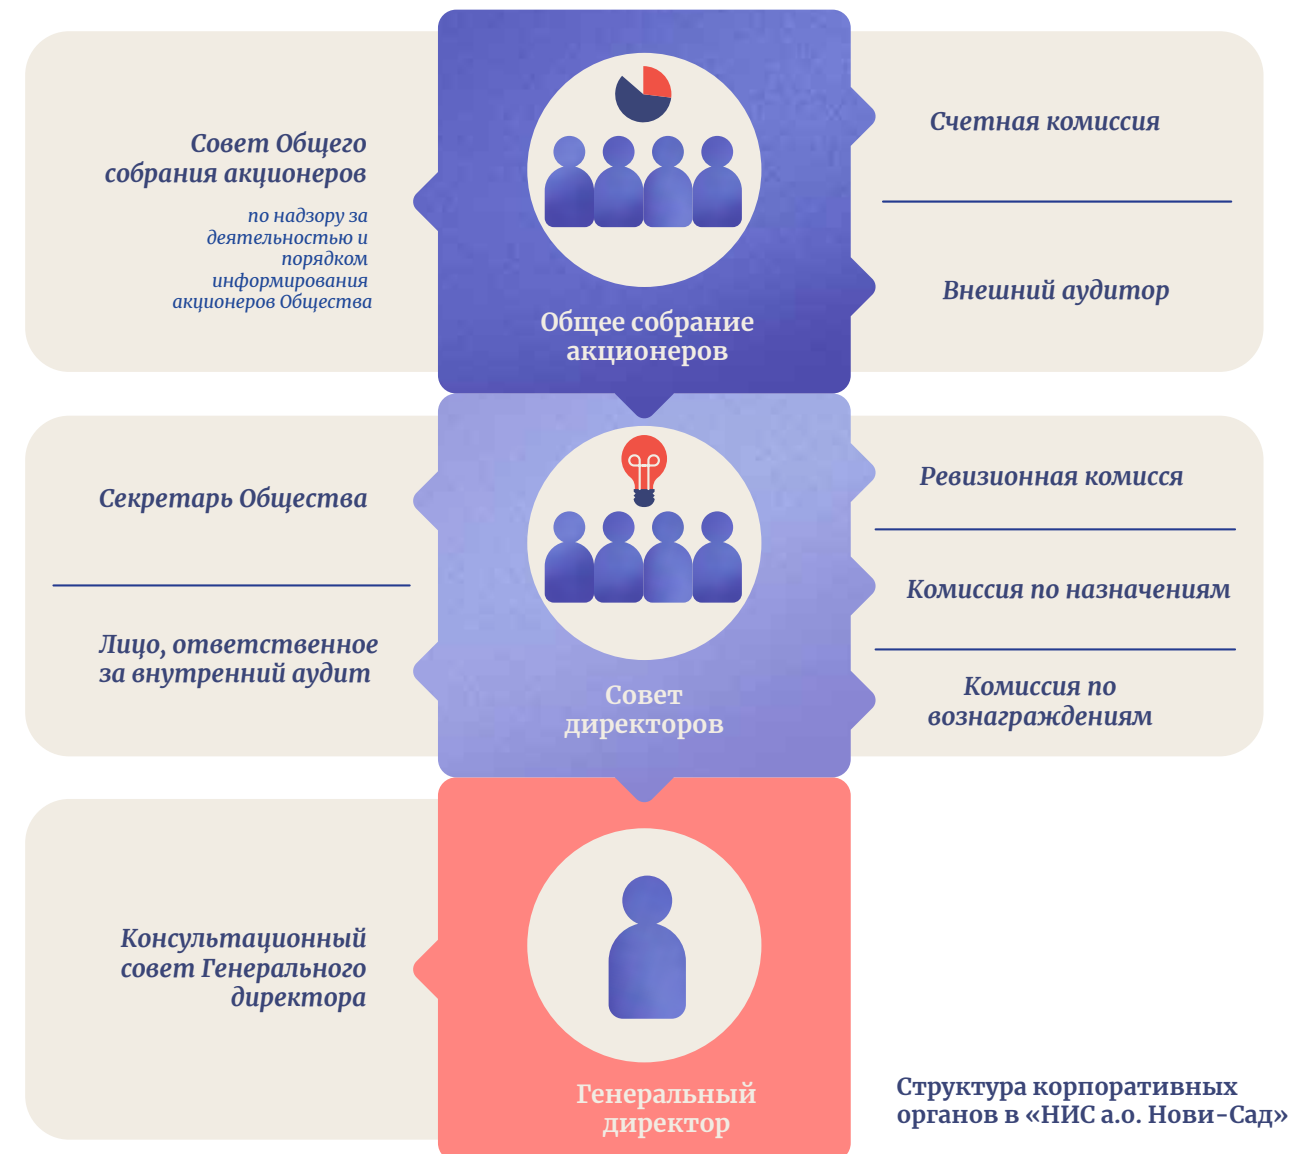 Совет Общего
собрания акционеров
по надзору за
деятельностью и
порядком
информирования
акционеров Общества
Общее собрание
акционеров
Счетная комиссия
Внешний аудитор
Секретарь Общества
Лицо, ответственное
за внутренний аудит
Совет
директоров
Ревизионная комисся
Комиссия по назначениям
Комиссия по
вознаграждениям
Консультационный
совет Генерального
директора
Генеральный
директор
Структура корпоративных
органов в «НИС а.о. Нови-Сад»